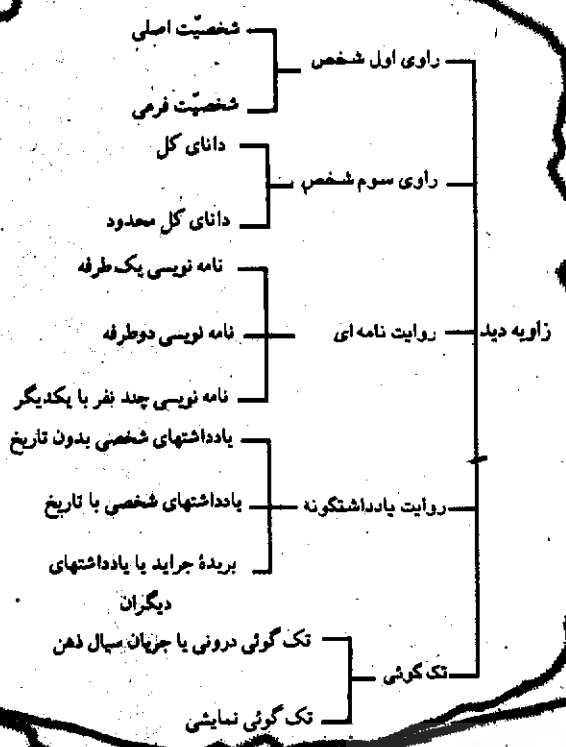 زاویه دید
راوی اول شخص
شخصیّت اصلی
شخصیّت فرعی
راوی سوم شخص
دانای کل
دانای کل محدود
روایت نامه ای
نامه نویسی یک طرفه
نامه نویسی دوطرفه
نامه نویسی چند نفر با یکدیگر
روایت یادداشتگونه
یادداشتهای شخصی بدون تاریخ
یادداشتهای شخصی با تاریخ
بریدهٔ جراید یا یادداشتهای
دیگران
تک گوئی
تک گوئی درونی یا جریان سیال ذهن
تک گوئی نمایشی